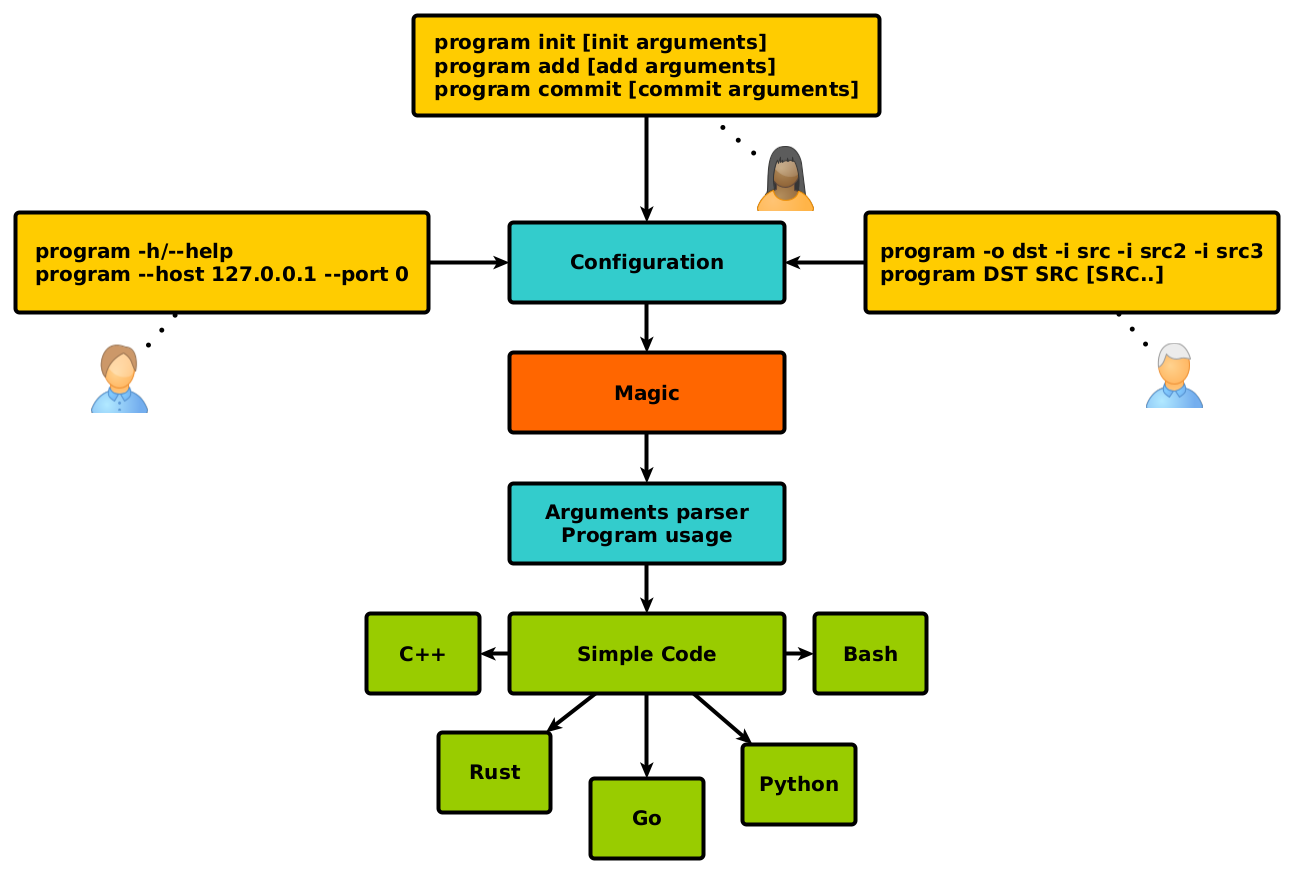 program init [init arguments]
program add [add arguments]
program commit [commit arguments]
program -h/--help
program --host 127.0.0.1 --port 0
Configuration
program -o dst -i src -i src2 -i src3
program DST SRC [SRC..]
Magic
Arguments parser
Program usage
C++
Simple Code
Bash
Rust
Go
Python